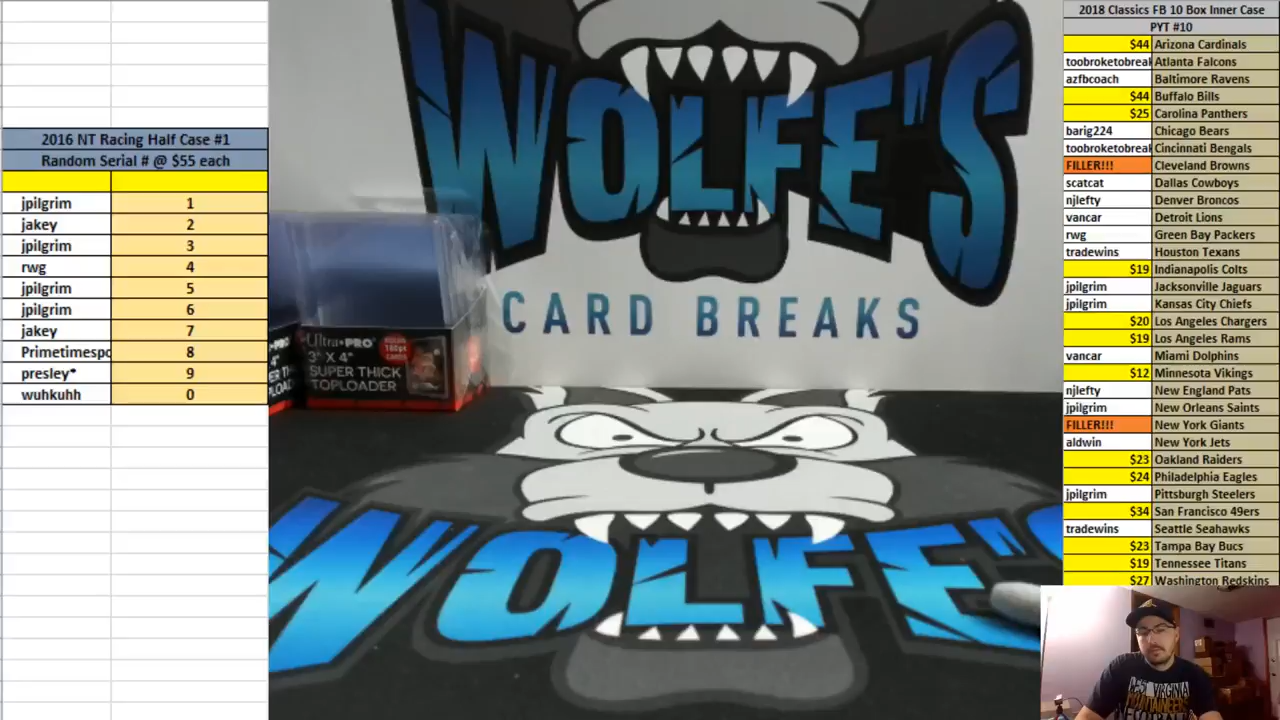 2016 NT Racing Half Case #1
Random Serial # @ $55 each
jpilgrim 1
jakey 2
jpilgrim 3
rwg 4
jpilgrim 5
jpilgrim 6
jakey 7
Primetimespo 8
presley* 9
wuhkuhh 0
WOLFE'S
CARD BREAKS
Ultra•PRO
3" X 4"
SUPER THICK
TOPLOADER
WOLFE'S
2018 Classics FB 10 Box Inner Case
PYT #10
$44 Arizona Cardinals
toobroketobreak Atlanta Falcons
azfbcoach Baltimore Ravens
$44 Buffalo Bills
$25 Carolina Panthers
barig224 Chicago Bears
toobroketobreak Cincinnati Bengals
FILLER!!! Cleveland Browns
scatcat Dallas Cowboys
njlefty Denver Broncos
vancar Detroit Lions
rwg Green Bay Packers
tradewins Houston Texans
$19 Indianapolis Colts
jpilgrim Jacksonville Jaguars
jpilgrim Kansas City Chiefs
$20 Los Angeles Chargers
$19 Los Angeles Rams
vancar Miami Dolphins
$12 Minnesota Vikings
njlefty New England Pats
jpilgrim New Orleans Saints
FILLER!!! New York Giants
aldwin New York Jets
$23 Oakland Raiders
$24 Philadelphia Eagles
jpilgrim Pittsburgh Steelers
$34 San Francisco 49ers
tradewins Seattle Seahawks
$23 Tampa Bay Bucs
$19 Tennessee Titans
$27 Washington Redskins